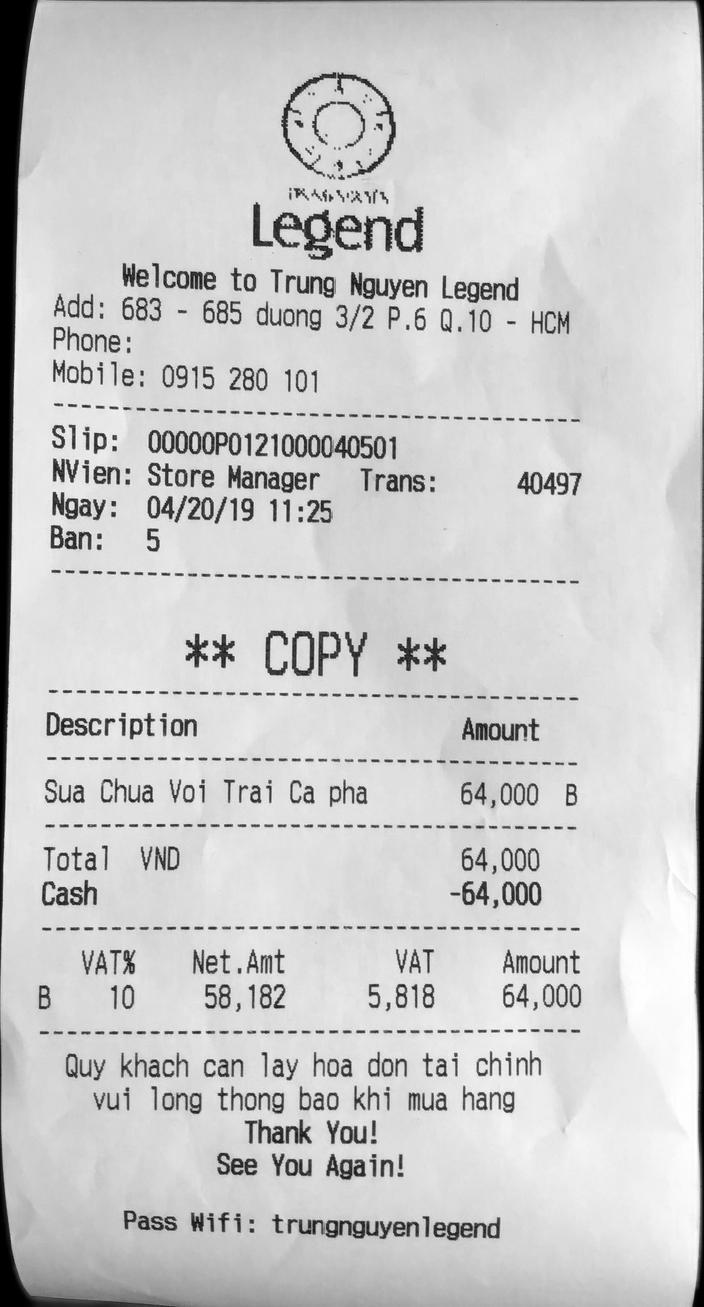 Legend
Welcome to Trung Nguyen Legend
Add: 683 - 685 duong 3/2 P.6 Q.10 - HCM
Phone:
Mobile: 0915 280 101
Slip: 00000P0121000040501
NVien: Store Manager Trans: 40497
Ngay: 04/20/19 11:25
Ban: 5
** COPY **
Description Amount
Sua Chua Voi Trai Ca pha 64,000 B
Total VND 64,000
Cash -64,000
VAT% Net.Amt VAT Amount
B 10 58,182 5,818 64,000
Quy khach can lay hoa don tai chinh
vui long thong bao khi mua hang
Thank You!
See You Again!
Pass Wifi: trungnguyenlegend